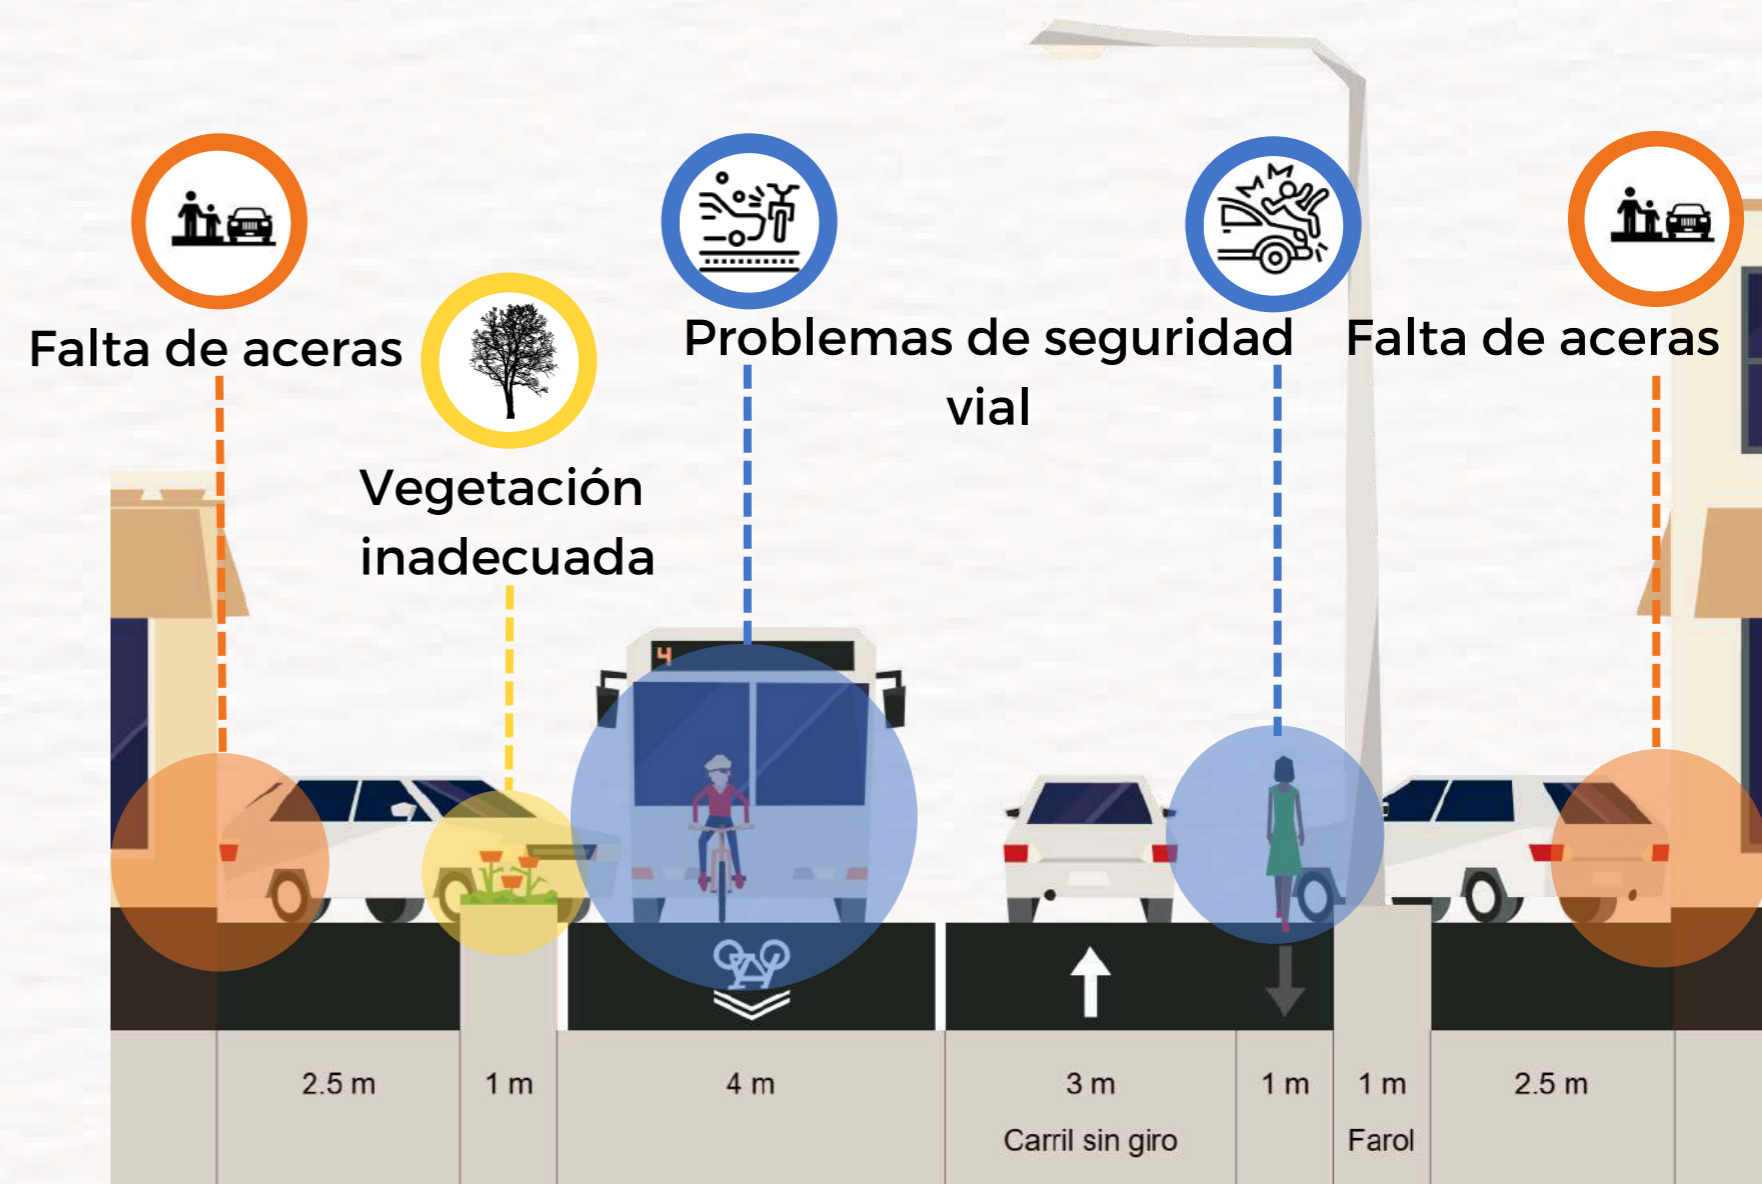 Falta de aceras
Problemas de seguridad
vial
Falta de aceras
Vegetación
inadecuada
4
2.5 m
1 m
4 m
3 m
1 m
1 m
2.5 m
Carril sin giro
Farol